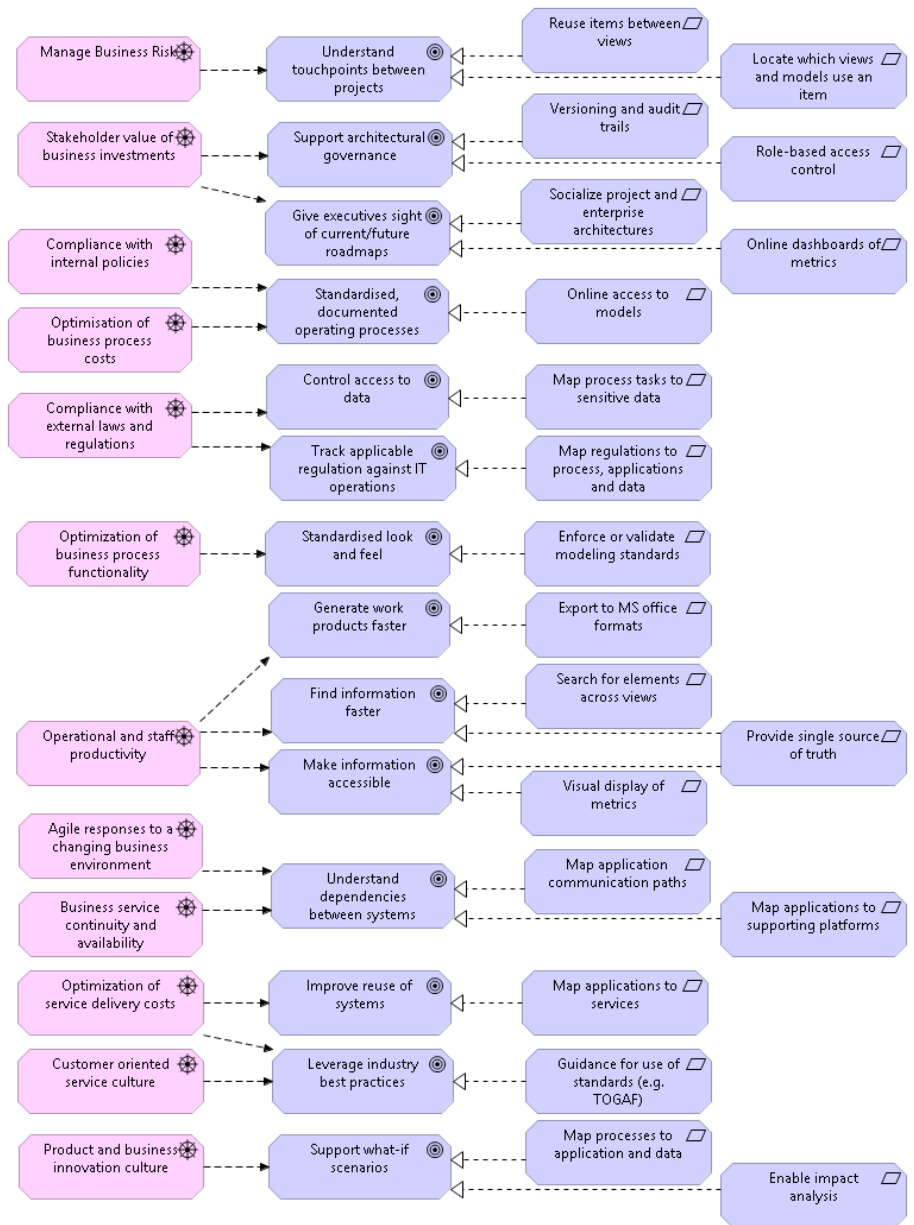 Manage Business Risk
Understand
touchpoints between
projects
Reuse items between
views
Locate which views
and models use an
item
Stakeholder value of
business investments
Support architectural
governance
Versioning and audit
trails
Role-based access
control
Give executives sight
of current/future
roadmaps
Socialize project and
enterprise
architectures
Online dashboards of
metrics
Compliance with
internal policies
Standardised,
documented
operating processes
Online access to
models
Optimisation of
business process
costs
Compliance with
external laws and
regulations
Control access to
data
Map process tasks to
sensitive data
Track applicable
regulation against IT
operations
Map regulations to
process, applications
and data
Optimization of
business process
functionality
Standardised look
and feel
Enforce or validate
modeling standards
Generate work
products faster
Export to MS office
formats
Operational and staff
productivity
Find information
faster
Search for elements
across views
Provide single source
of truth
Make information
accessible
Visual display of
metrics
Agile responses to a
changing business
environment
Understand
dependencies
between systems
Map application
communication paths
Map applications to
supporting platforms
Business service
continuity and
availability
Optimization of
service delivery costs
Improve reuse of
systems
Map applications to
services
Customer oriented
service culture
Leverage industry
best practices
Guidance for use of
standards (e.g.
TOGAF)
Product and business
innovation culture
Support what-if
scenarios
Map processes to
application and data
Enable impact
analysis